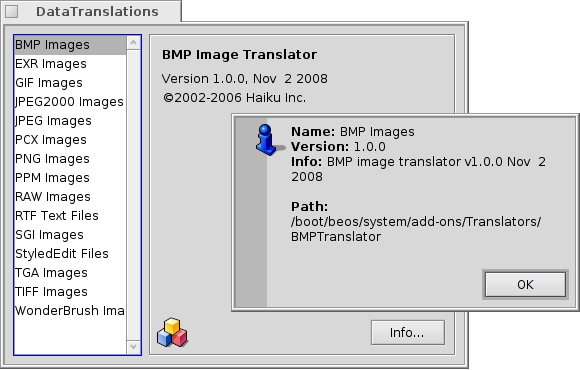 DataTranslations
BMP Images
EXR Images
GIF Images
JPEG2000 Images
JPEG Images
PCX Images
PNG Images
PPM Images
RAW Images
RTF Text Files
SGI Images
StyledEdit Files
TGA Images
TIFF Images
WonderBrush Ima
BMP Image Translator
Version 1.0.0, Nov 2 2008
©2002-2006 Haiku Inc.
Info...
Name: BMP Images
Version: 1.0.0
Info: BMP image translator v1.0.0 Nov 2
2008
Path:
/boot/beos/system/add-ons/Translators/
BMPTranslator
OK